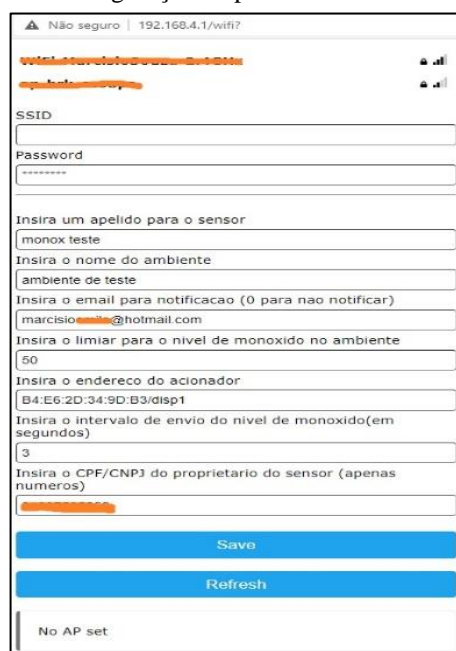 Não seguro | 192.168.4.1/wifi?
SSID
Password
********
Insira um apelido para o sensor
monox teste
Insira o nome do ambiente
ambiente de teste
Insira o email para notificacao (0 para nao notificar)
marcisio @hotmail.com
Insira o limiar para o nivel de monoxido no ambiente
50
Insira o endereco do acionador
B4:E6:2D:34:9D:B3/disp1
Insira o intervalo de envio do nivel de monoxido(em
segundos)
3
Insira o CPF/CNPJ do proprietario do sensor (apenas
numeros)
Save
Refresh
No AP set